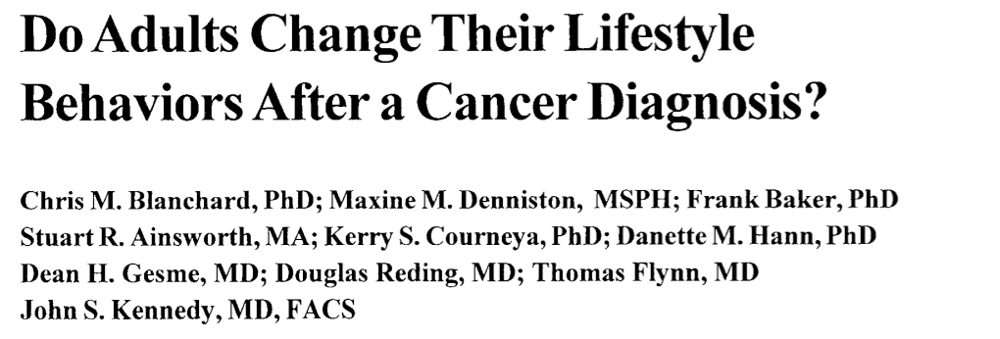 Do Adults Change Their Lifestyle
Behaviors After a Cancer Diagnosis?
Chris M. Blanchard, PhD; Maxine M. Denniston, MSPH; Frank Baker, PhD
Stuart R. Ainsworth, MA; Kerry S. Courneya, PhD; Danette M. Hann, PhD
Dean H. Gesme, MD; Douglas Reding, MD; Thomas Flynn, MD
John S. Kennedy, MD, FACS